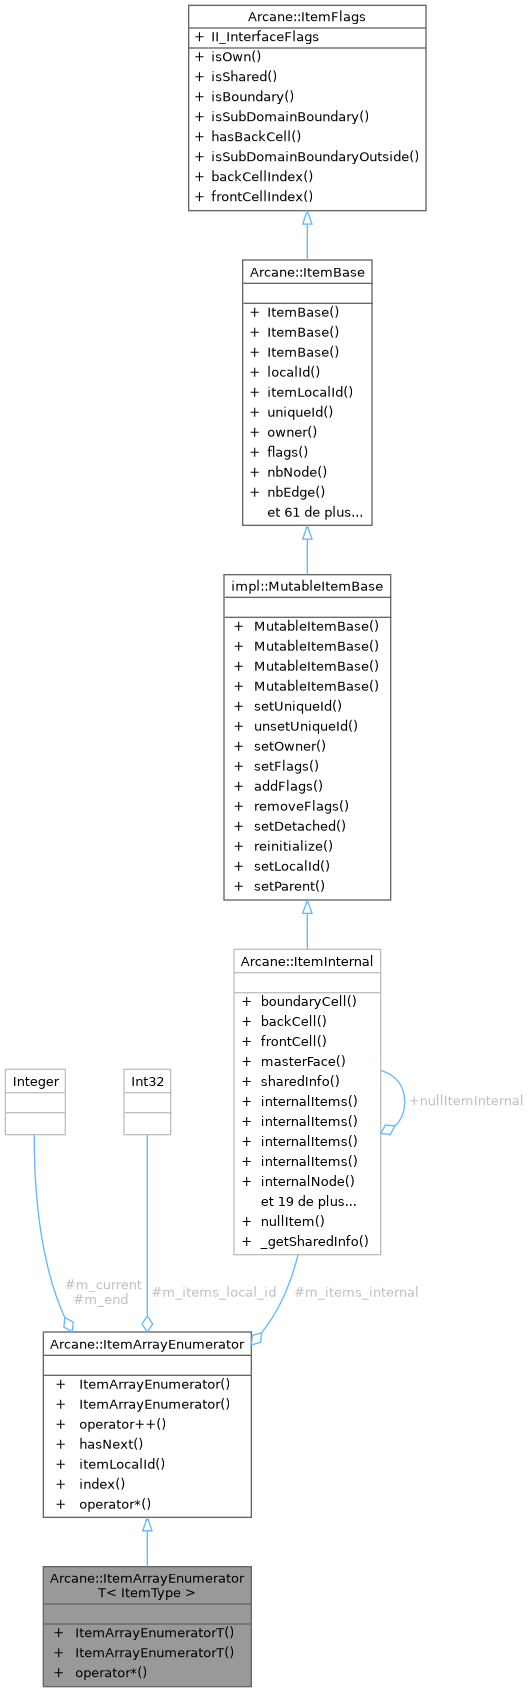 Arcane::ItemFlags
+ II_InterfaceFlags
+ isOwn()
+ isShared()
+ isBoundary()
+ isSubDomainBoundary()
+ hasBackCell()
+ isSubDomainBoundaryOutside()
+ backCellIndex()
+ frontCellIndex()
Arcane::ItemBase
+ ItemBase()
+ ItemBase()
+ ItemBase()
+ localId()
+ itemLocalId()
+ uniqueId()
+ owner()
+ flags()
+ nbNode()
+ nbEdge()
et 61 de plus...
impl::MutableItemBase
+ MutableItemBase()
+ MutableItemBase()
+ MutableItemBase()
+ MutableItemBase()
+ setUniqueId()
+ unsetUniqueId()
+ setOwner()
+ setFlags()
+ addFlags()
+ removeFlags()
+ setDetached()
+ reinitialize()
+ setLocalId()
+ setParent()
Arcane::ItemInternal
+ boundaryCell()
+ backCell()
+ frontCell()
+ masterFace()
+ sharedInfo()
+ internalItems()
+ internalItems()
+ internalItems()
+ internalItems()
+ internalNode()
et 19 de plus...
+ nullItem()
+ _getSharedInfo()
+nullItemInternal
Integer
Int32
#m_current
#m_end
#m_items_local_id
#m_items_internal
Arcane::ItemArrayEnumerator
+ ItemArrayEnumerator()
+ ItemArrayEnumerator()
+ operator++()
+ hasNext()
+ itemLocalId()
+ index()
+ operator*()
Arcane::ItemArrayEnumerator
T< ItemType >
+ ItemArrayEnumeratorT()
+ ItemArrayEnumeratorT()
+ operator*()